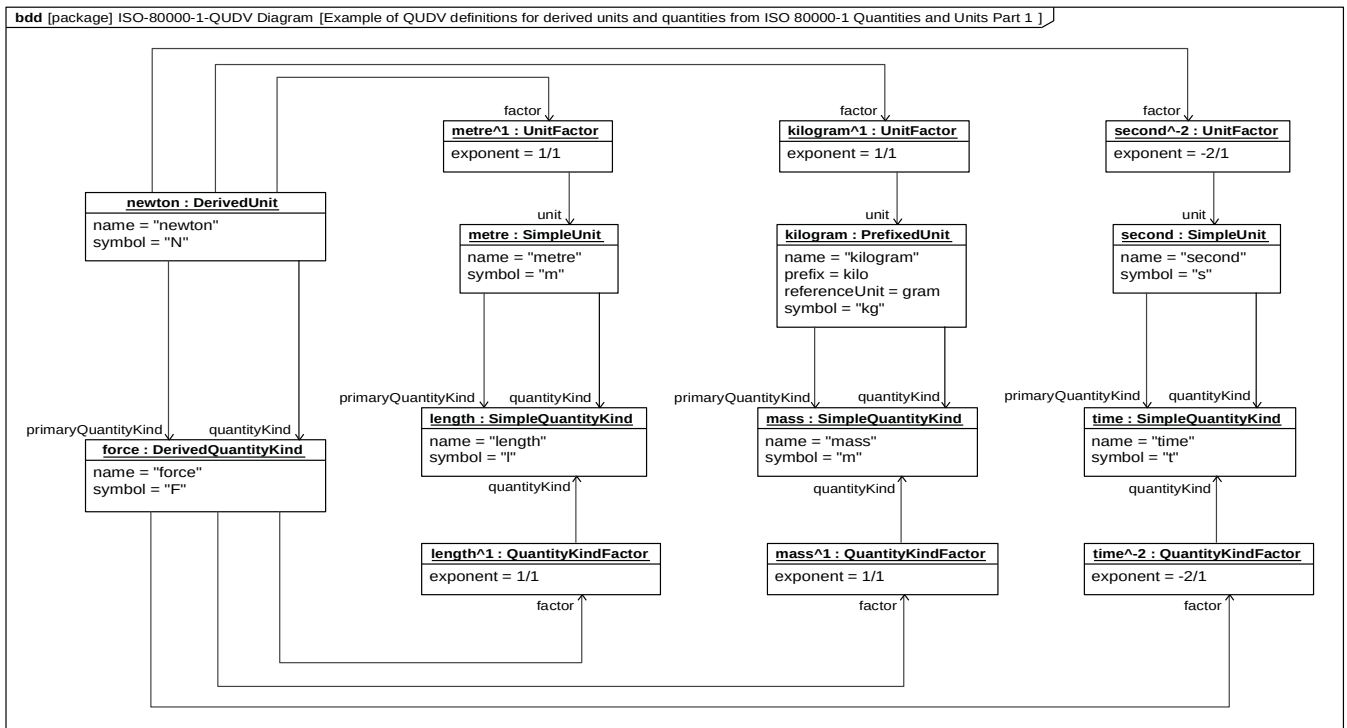 bdd [package] ISO-80000-1-QUDV Diagram [Example of QUDV definitions for derived units and quantities from ISO 80000-1 Quantities and Units Part 1 ]
factor
factor
factor
metre^1 : UnitFactor
exponent = 1/1
kilogram^1 : UnitFactor
exponent = 1/1
second^-2 : UnitFactor
exponent = -2/1
newton : DerivedUnit
name = "newton"
symbol = "N"
unit
unit
unit
metre : SimpleUnit
name = "metre"
symbol = "m"
kilogram : PrefixedUnit
name = "kilogram"
prefix = kilo
referenceUnit = gram
symbol = "kg"
second : SimpleUnit
name = "second"
symbol = "s"
primaryQuantityKind
quantityKind
primaryQuantityKind
quantityKind
primaryQuantityKind
quantityKind
length : SimpleQuantityKind
name = "length"
symbol = "l"
mass : SimpleQuantityKind
name = "mass"
symbol = "m"
time : SimpleQuantityKind
name = "time"
symbol = "t"
primaryQuantityKind
quantityKind
force : DerivedQuantityKind
name = "force"
symbol = "F"
quantityKind
quantityKind
quantityKind
length^1 : QuantityKindFactor
exponent = 1/1
mass^1 : QuantityKindFactor
exponent = 1/1
time^-2 : QuantityKindFactor
exponent = -2/1
factor
factor
factor